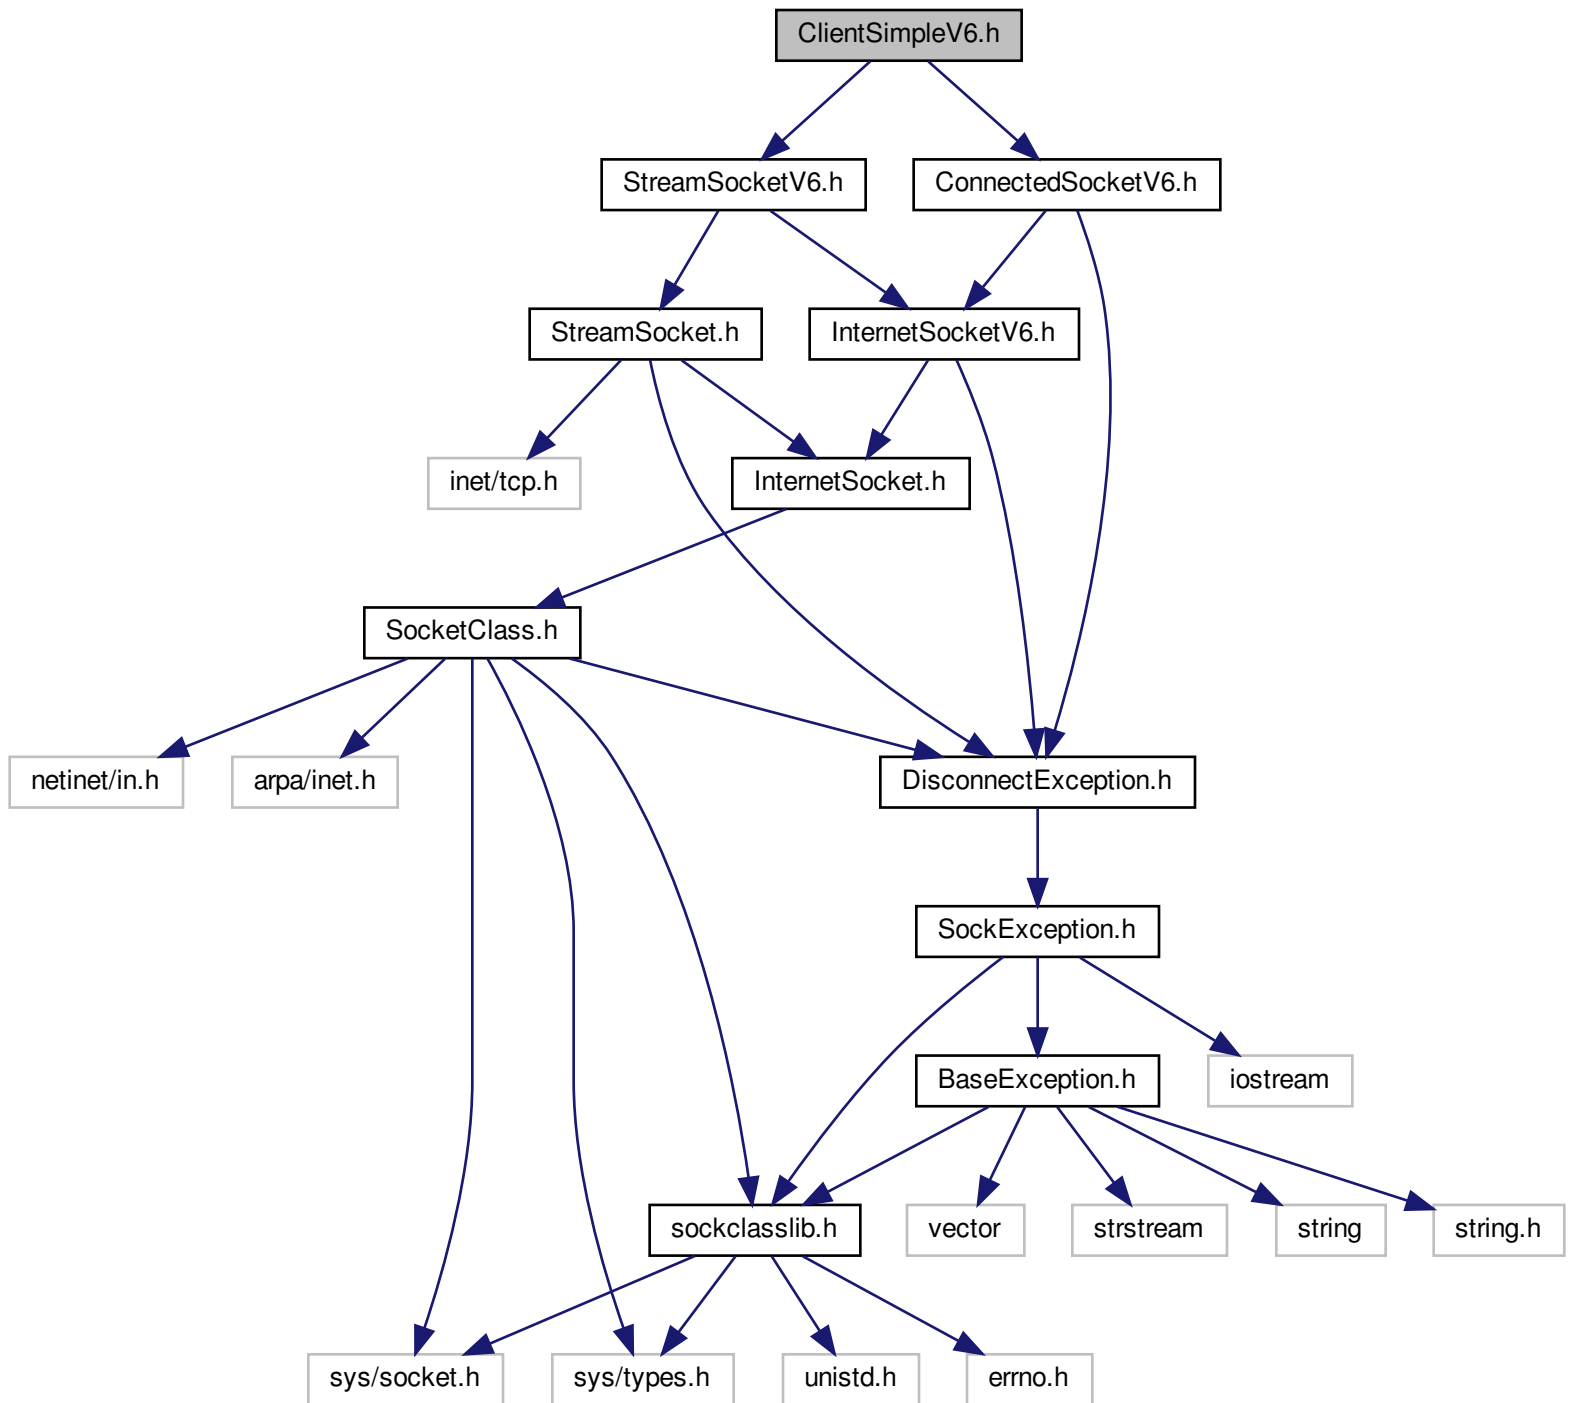 ClientSimpleV6.h
StreamSocketV6.h
ConnectedSocketV6.h
StreamSocket.h
InternetSocketV6.h
inet/tcp.h
InternetSocket.h
SocketClass.h
netinet/in.h
arpa/inet.h
DisconnectException.h
SockException.h
BaseException.h
iostream
sockclasslib.h
vector
strstream
string
string.h
sys/socket.h
sys/types.h
unistd.h
errno.h